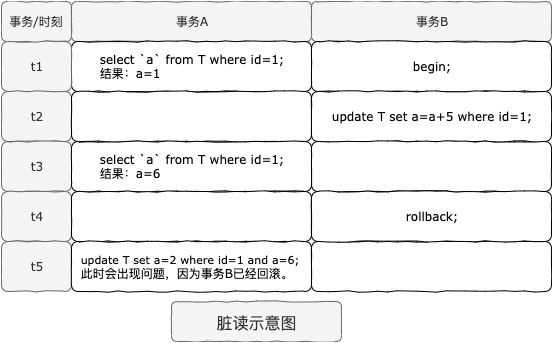 事务/时刻 事务A 事务B
t1
select `a` from T where id=1;
结果：a=1
begin;
t2
update T set a=a+5 where id=1;
t3
select `a` from T where id=1;
结果：a=6
t4
rollback;
t5
update T set a=2 where id=1 and a=6;
此时会出现问题，因为事务B已经回滚。
脏读示意图